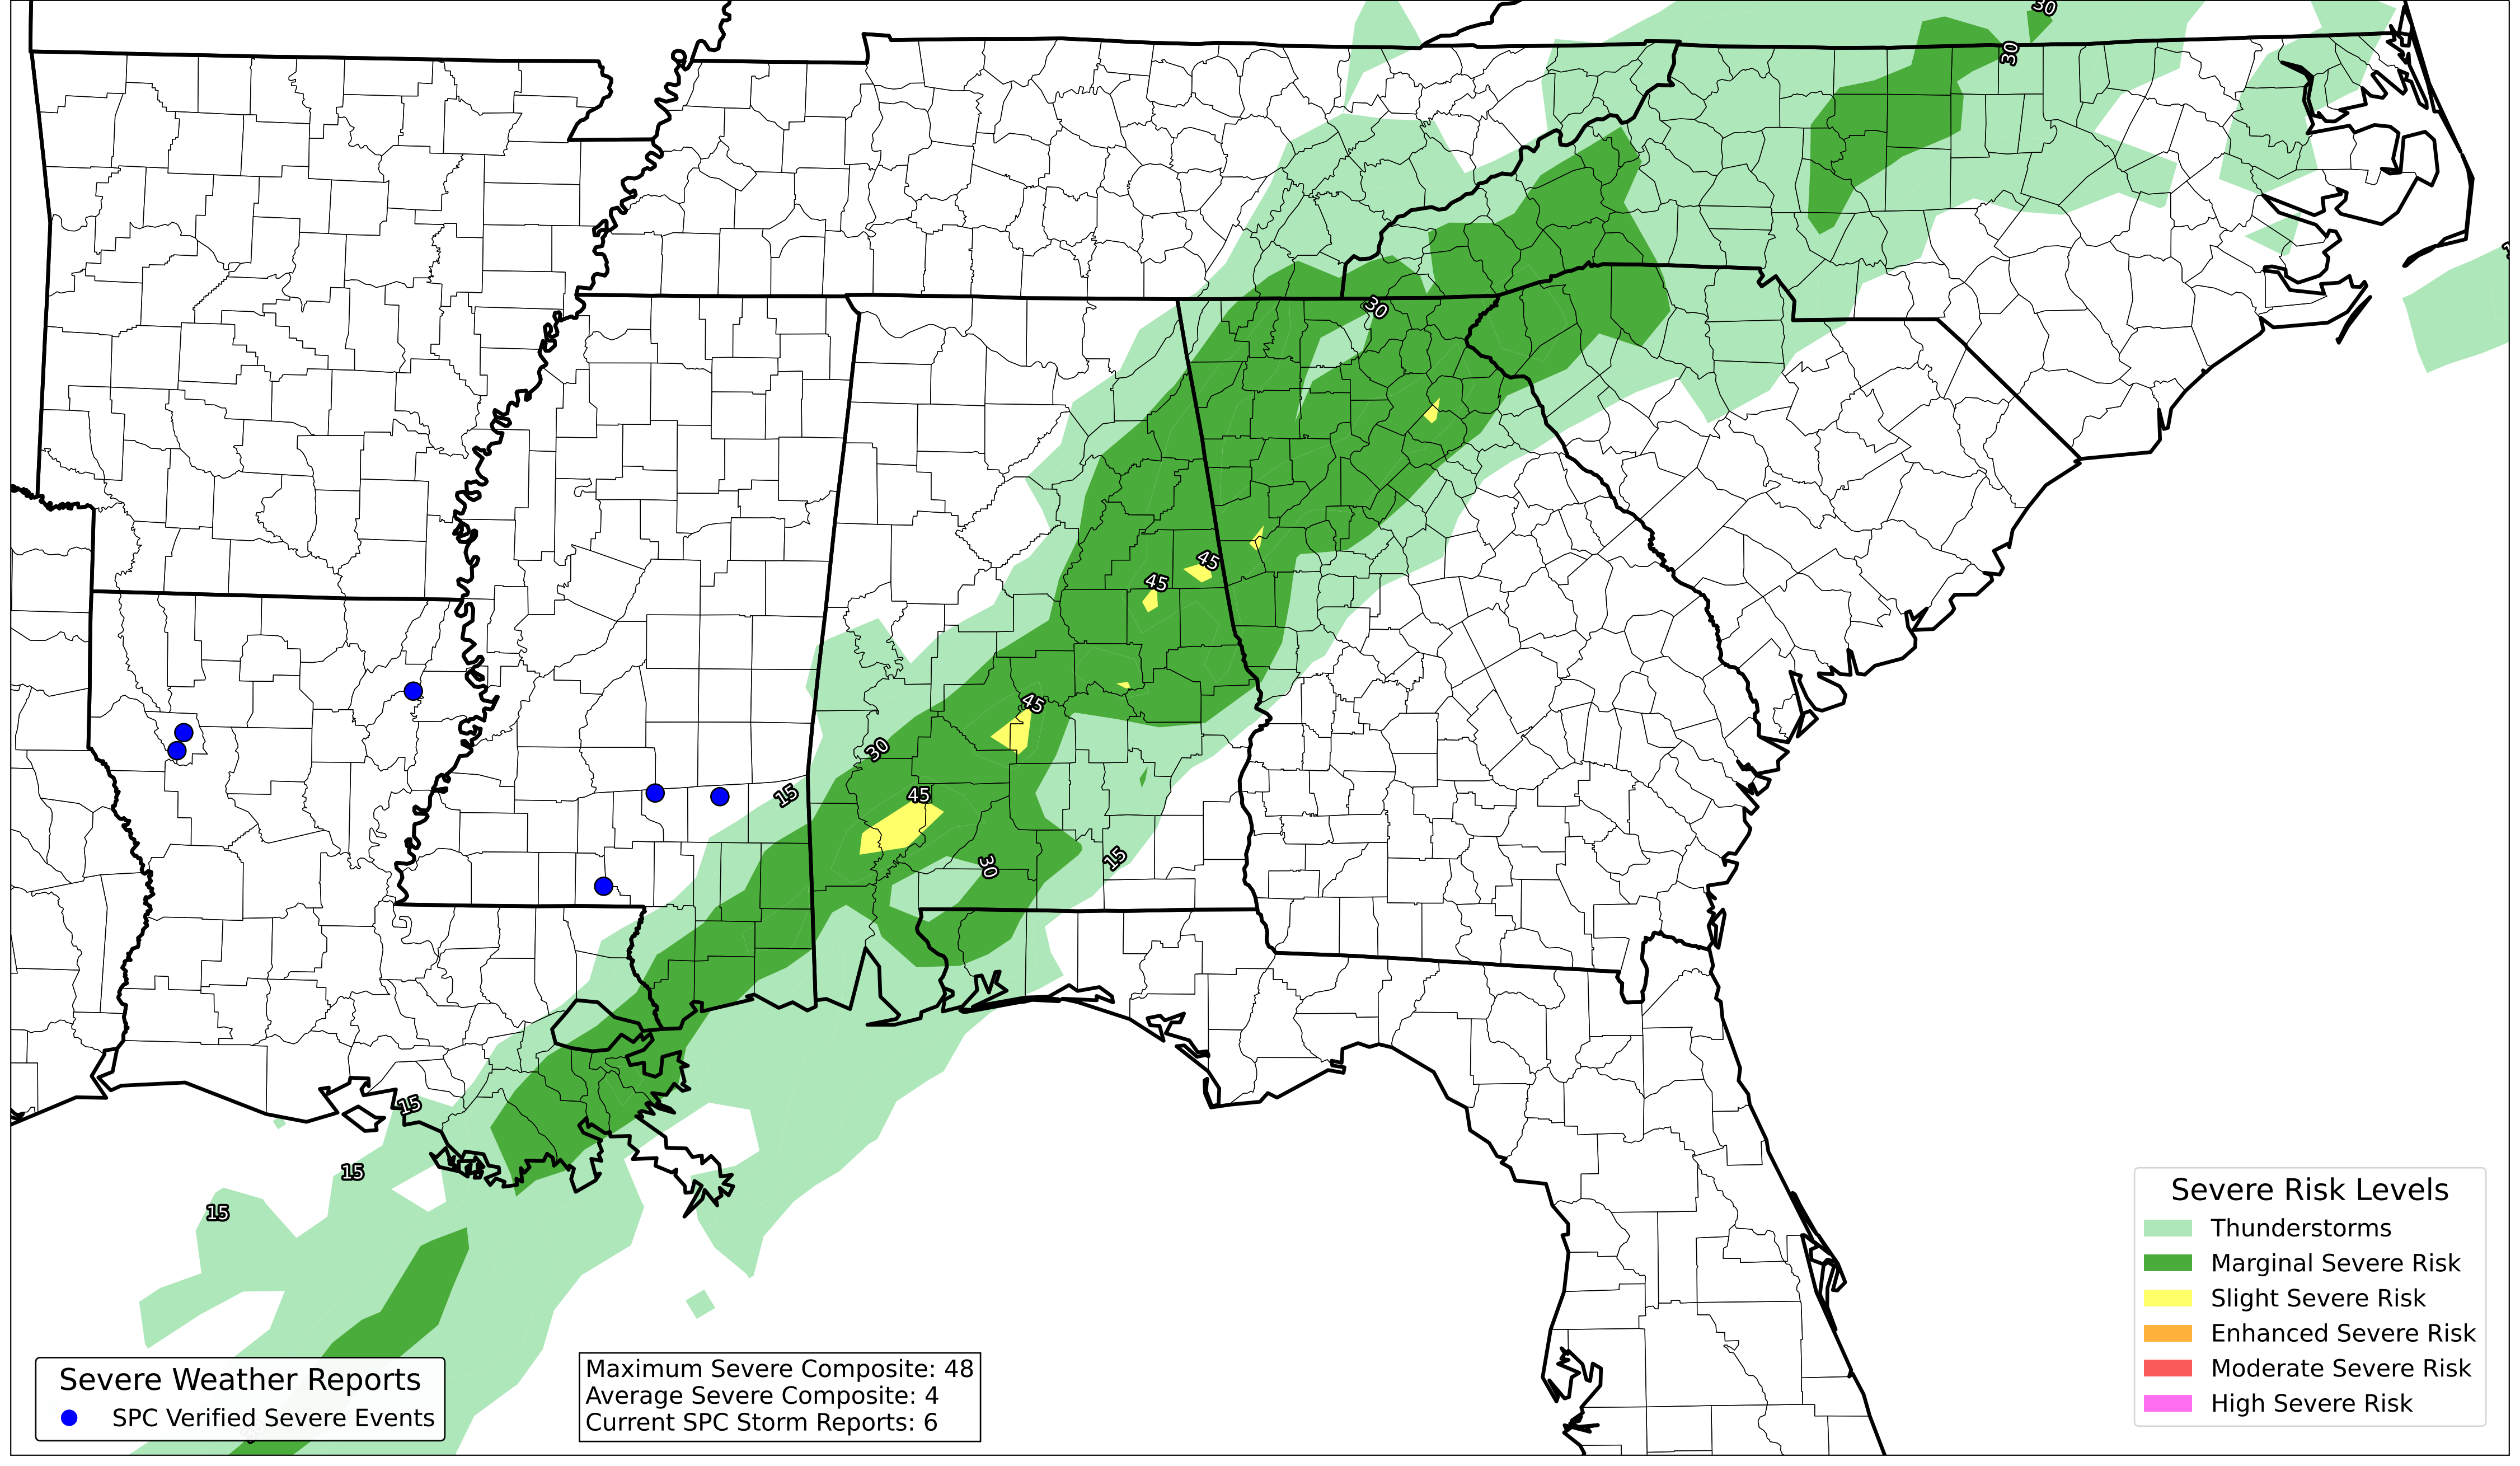 30
30
30
45
45
45
30
15
45
30
15
15
15
15
Severe Risk Levels
Thunderstorms
Marginal Severe Risk
Slight Severe Risk
Enhanced Severe Risk
Moderate Severe Risk
High Severe Risk
Severe Weather Reports
SPC Verified Severe Events
Maximum Severe Composite: 48
Average Severe Composite: 4
Current SPC Storm Reports: 6